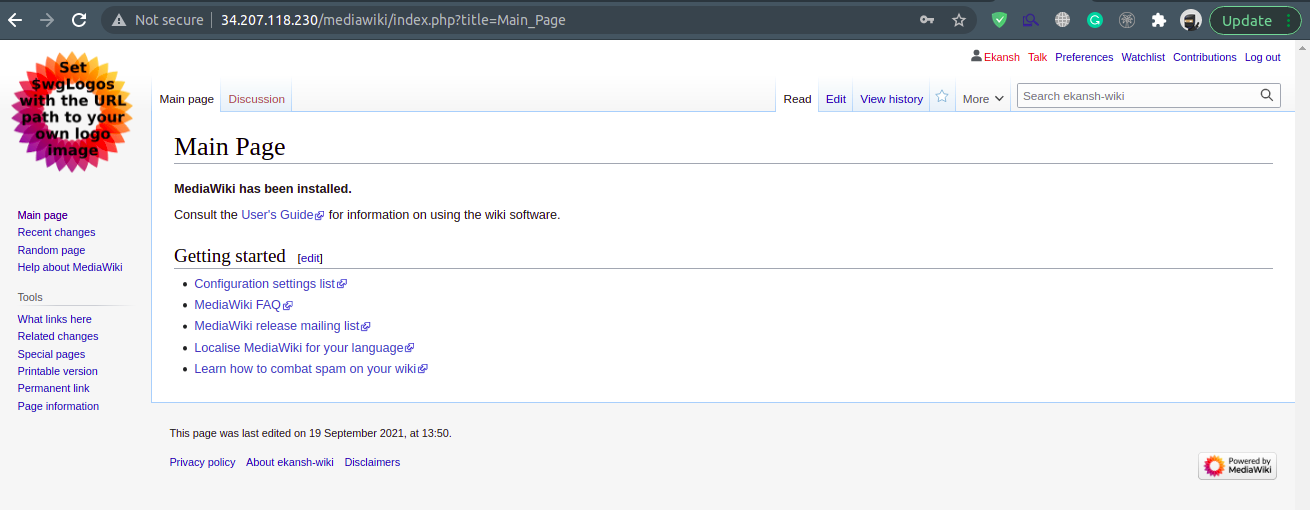 Not secure | 34.207.118.230/mediawiki/index.php?title=Main_Page
Update
Ekansh Talk Preferences Watchlist Contributions Log out
Set
$wgLogos
with the URL
path to your
own logo
image
Main page Discussion
Read Edit View history More Search ekansh-wiki
Main Page
MediaWiki has been installed.
Consult the User's Guide for information on using the wiki software.
Getting started [edit]
Configuration settings list
MediaWiki FAQ
MediaWiki release mailing list
Localise MediaWiki for your language
Learn how to combat spam on your wiki
Main page
Recent changes
Random page
Help about MediaWiki
Tools
What links here
Related changes
Special pages
Printable version
Permanent link
Page information
This page was last edited on 19 September 2021, at 13:50.
Privacy policy About ekansh-wiki Disclaimers
Powered by
MediaWiki